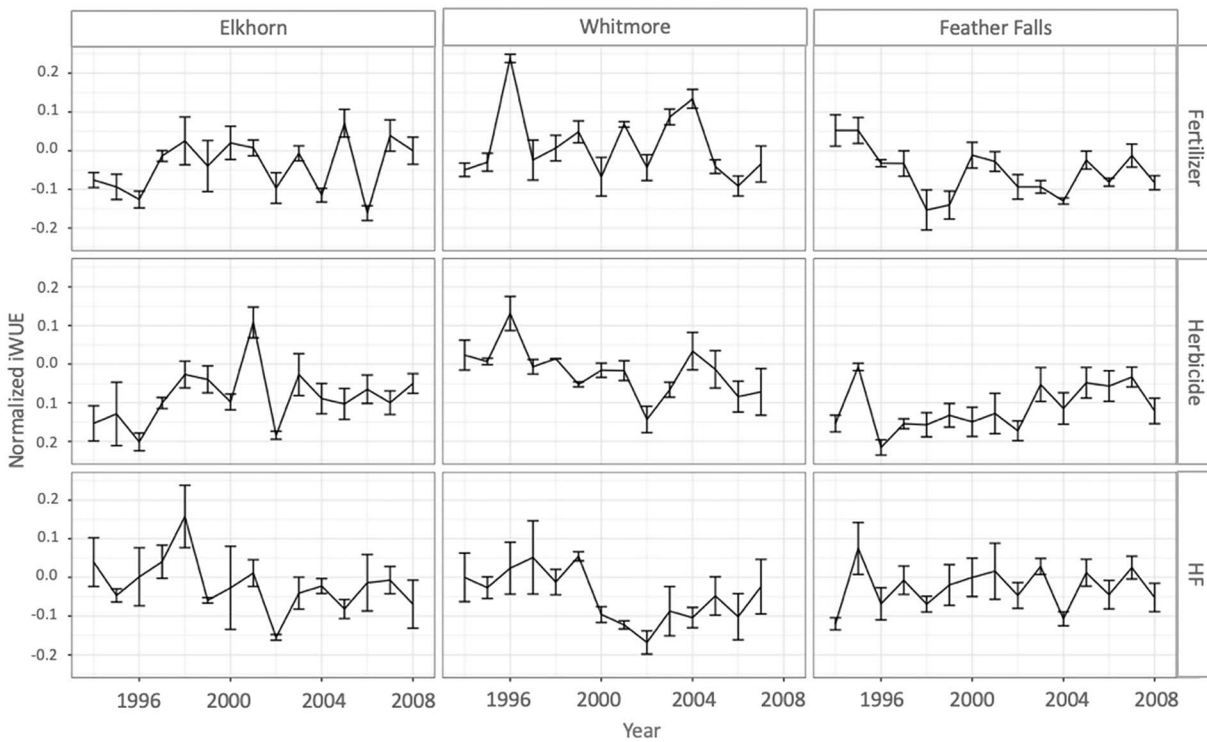 Elkhorn
Whitmore
Feather Falls
0.2
0.1
0.0
-0.1
-0.2
Fertilizer
0.2
0.1
0.0
0.1
0.2
Herbicide
0.2
0.1
0.0
-0.1
-0.2
HF
Normalized iWUE
1996 2000 2004 2008
1996 2000 2004 2008
1996 2000 2004 2008
Year